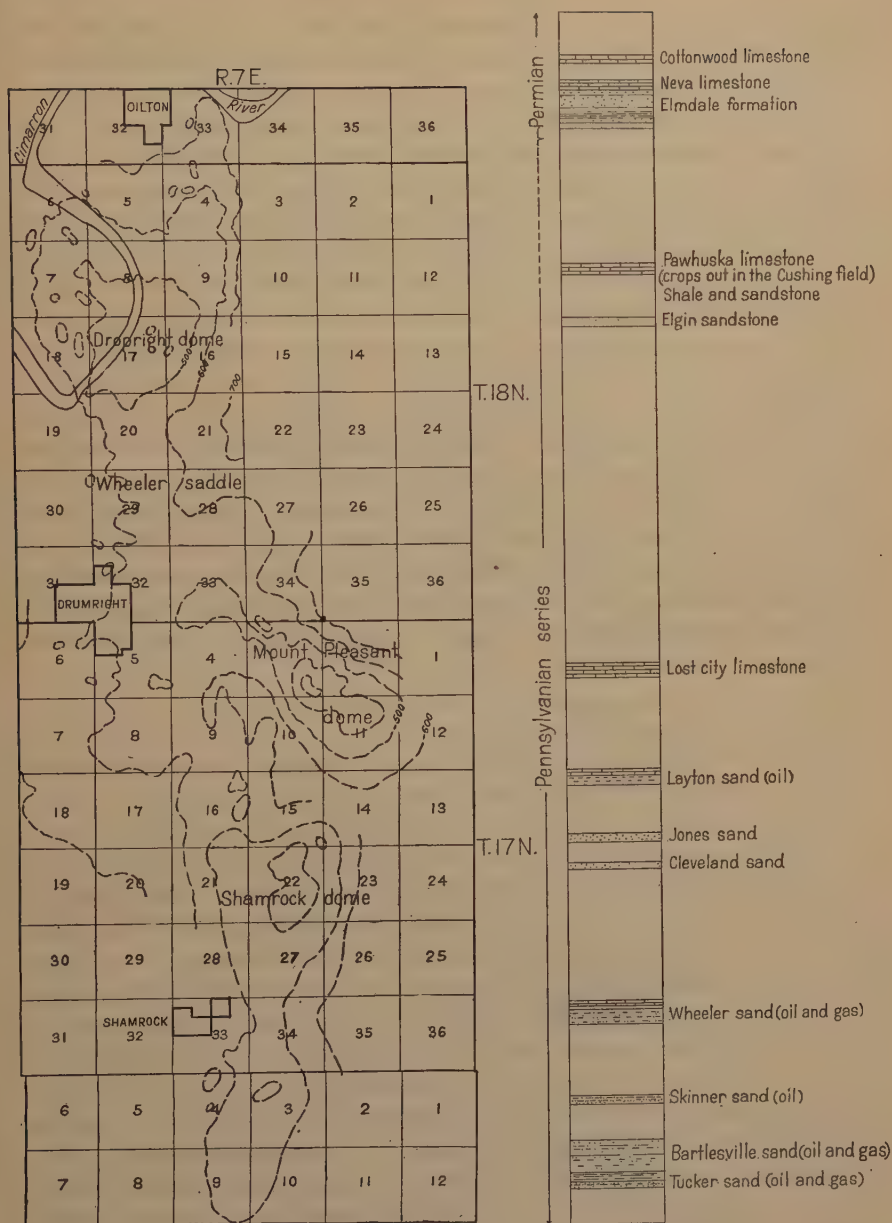 R.7E.
OILTON
River
Cimarron
31 32 33 34 35 36
6 5 4 3 2 1
7 8 9 10 11 12
Dropright dome
18 17 16 15 14 13
500
600
700
T.18N.
19 20 21 22 23 24
Wheeler saddle
30 29 28 27 26 25
31 32 33 34 35 36
DRUMRIGHT
6 5 4 1
Mount Pleasant
dome
7 8 9 10 11 12
500
600
18 17 16 15 14 13
T.17N.
19 20 21 22 23 24
Shamrock dome
30 29 28 27 26 25
SHAMROCK
31 32 33 34 35 36
6 5 4 3 2 1
7 8 9 10 11 12
Permian
Pennsylvanian series
Cottonwood limestone
Neva limestone
Elmdale formation
Pawhuska limestone
(crops out in the Cushing field)
Shale and sandstone
Elgin sandstone
Lost city limestone
Layton sand (oil)
Jones sand
Cleveland sand
Wheeler sand (oil and gas)
Skinner sand (oil)
Bartlesville sand (oil and gas)
Tucker sand (oil and gas)